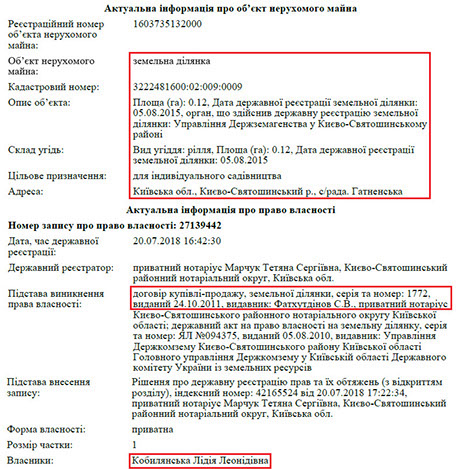 Актуальна інформація про об’єкт нерухомого майна
Реєстраційний номер
об’єкта нерухомого
майна:
1603735132000
Об’єкт нерухомого
майна:
земельна ділянка
Кадастровий номер:
3222481600:02:009:0009
Опис об’єкта:
Площа (га): 0.12, Дата державної реєстрації земельної ділянки:
05.08.2015, орган, що здійснив державну реєстрацію земельної
ділянки: Управління Держземагенства у Києво-Святошинському
районі
Склад угідь:
Вид угіддя: рілля, Площа (га): 0.12, Дата державної реєстрації
земельної ділянки: 05.08.2015
Цільове призначення:
для індивідуального садівництва
Адреса:
Київська обл., Києво-Святошинський р., с/рада. Гатненська
Актуальна інформація про право власності
Номер запису про право власності: 27139442
Дата, час державної
реєстрації:
20.07.2018 16:42:30
Державний реєстратор:
приватний нотаріус Марчук Тетяна Сергіївна, Києво-Святошинський
районний нотаріальний округ, Київська обл.
Підстава виникнення
права власності:
договір купівлі-продажу, земельної ділянки, серія та номер: 1772,
виданий 24.10.2011, видавник: Фатхутдінов С.В., приватний нотаріус
Києво-Святошинського районного нотаріального округу Київської
області; державний акт на право власності на земельну ділянку, серія
та номер: ЯЛ №094375, виданий 05.08.2010, видавник: Управління
Держкомзему у Києво-Святошинському районі Київської області
Головного управління Держкомзему у Київській області Державного
комітету України із земельних ресурсів
Підстава внесення
запису:
Рішення про державну реєстрацію прав та їх обтяжень (з відкриттям
розділу), індексний номер: 42165524 від 20.07.2018 17:22:34,
приватний нотаріус Марчук Тетяна Сергіївна, Києво-Святошинський
районний нотаріальний округ, Київська обл.
Форма власності:
приватна
Розмір частки:
1
Власники:
Кобилянська Лідія Леонідівна